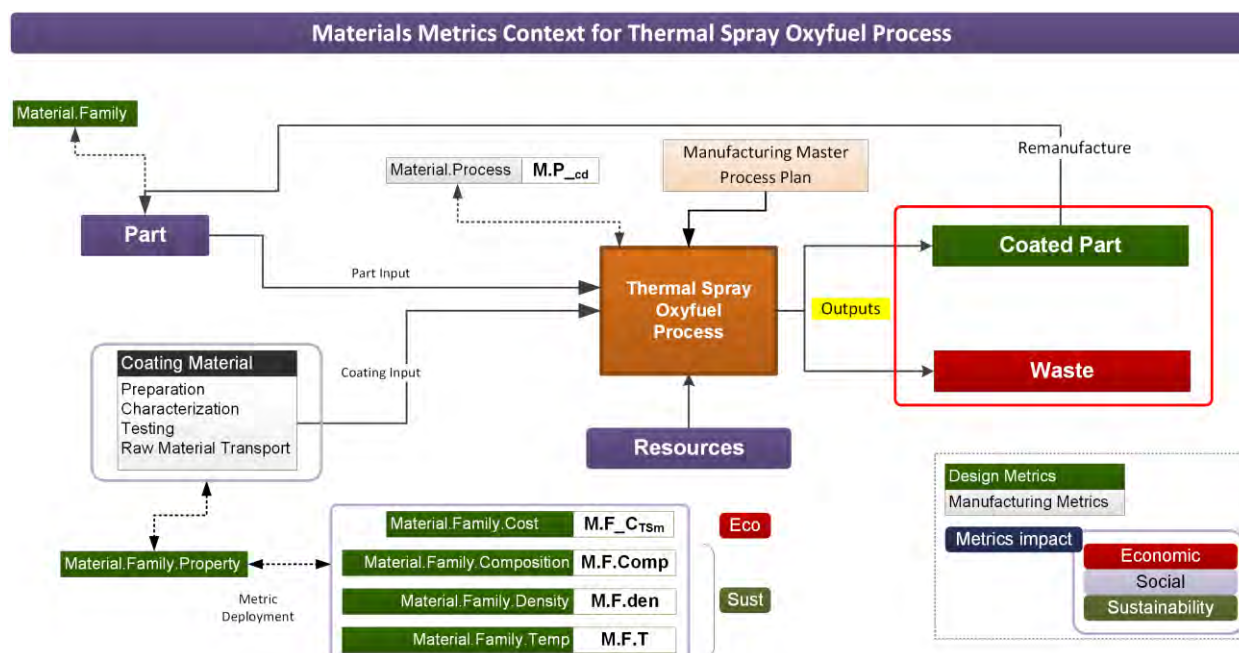 Materials Metrics Context for Thermal Spray Oxyfuel Process
Material.Family
Remanufacture
Material.Process M.P_cd
Manufacturing Master
Process Plan
Part
Coated Part
Part Input
Thermal Spray
Oxyfuel
Process
Outputs
Coating Material
Preparation
Characterization
Testing
Raw Material Transport
Coating Input
Waste
Resources
Design Metrics
Manufacturing Metrics
Metrics impact
Economic
Social
Sustainability
Material.Family.Property
Metric
Deployment
Material.Family.Cost M.F_C_TSm
Eco
Material.Family.Composition M.F.Comp
Material.Family.Density M.F.den
Sust
Material.Family.Temp M.F.T